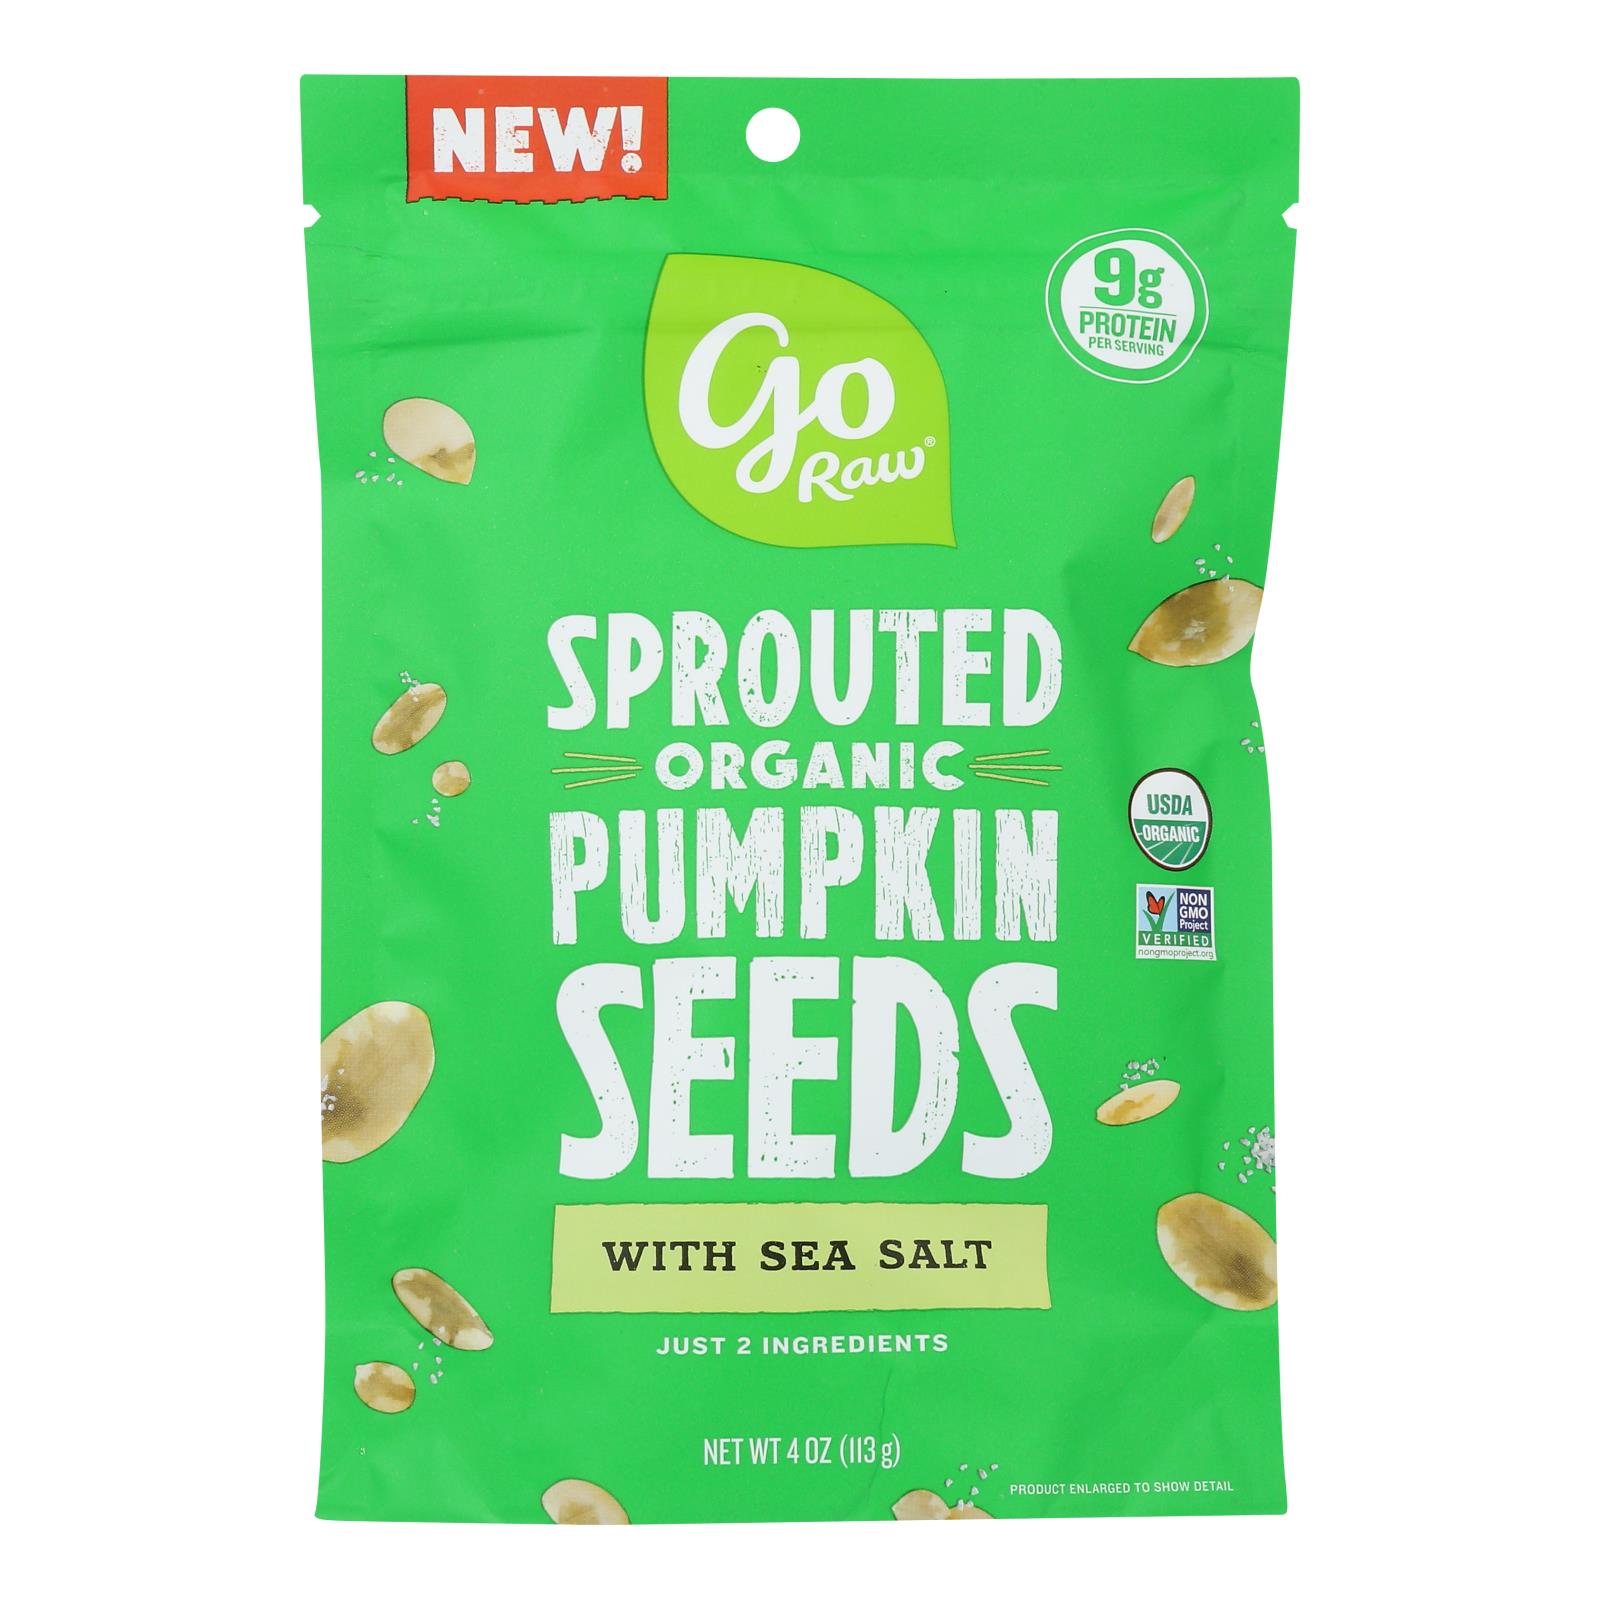 NEW!
9g
PROTEIN
PER SERVING
go
Raw®
SPROUTED
ORGANIC
PUMPKIN
SEEDS
USDA
ORGANIC
NON
GMO
Project
VERIFIED
nongmoproject.org
WITH SEA SALT
JUST 2 INGREDIENTS
NET WT 4 OZ (113 g)
PRODUCT ENLARGED TO SHOW DETAIL